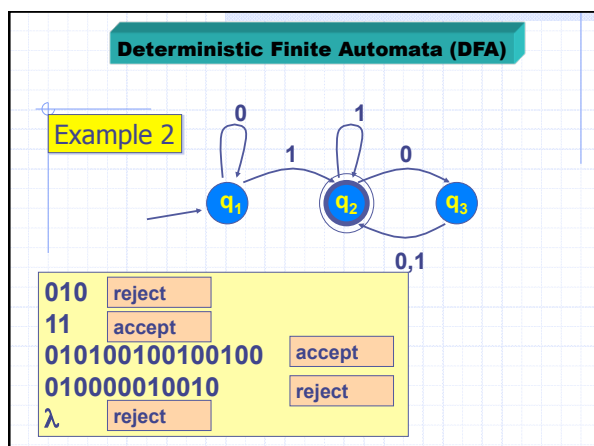 Deterministic Finite Automata (DFA)
Example 2
0
1
1
0
q1
q2
q3
0,1
010 reject
11 accept
010100100100100 accept
010000010010 reject
λ reject